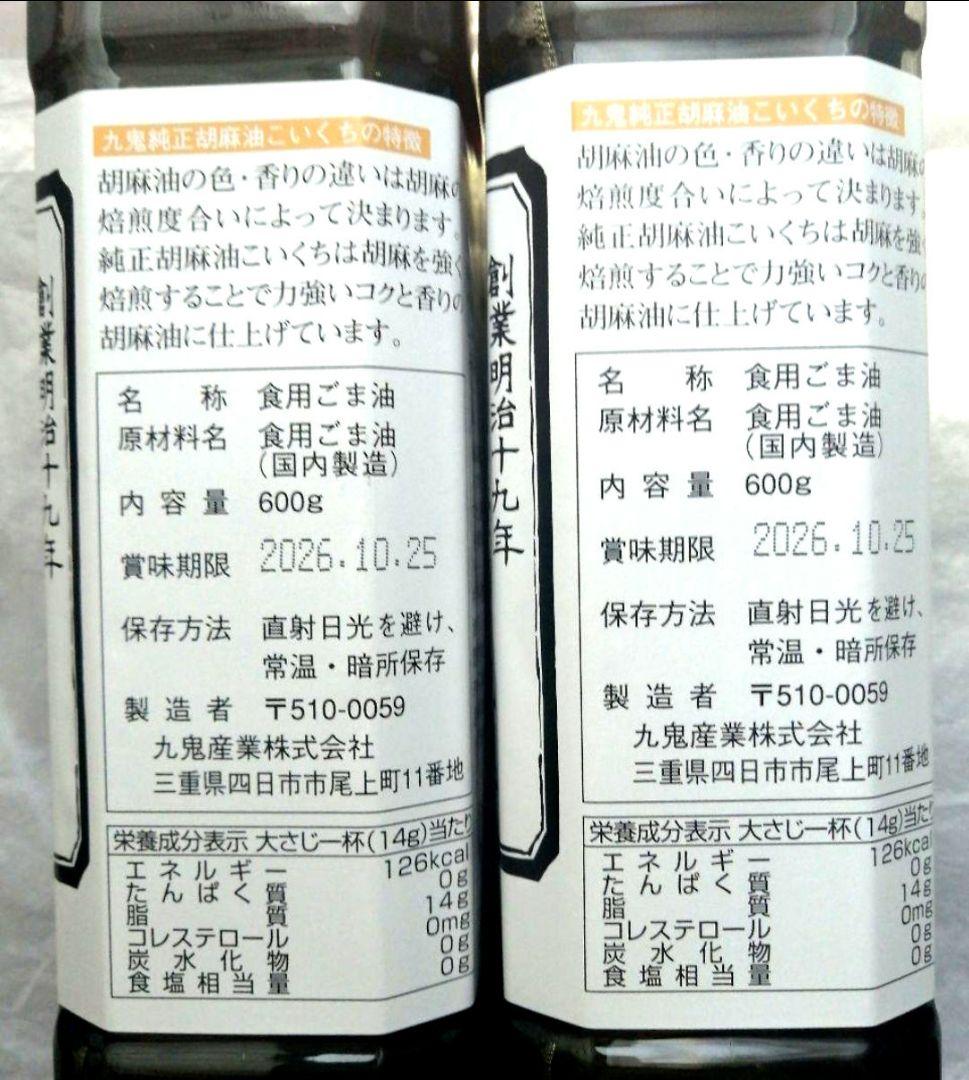 創業明治十九年
九鬼純正胡麻油こいくちの特徴
胡麻油の色・香りの違いは胡麻の
焙煎度合いによって決まります。
純正胡麻油こいくちは胡麻を強く
焙煎することで力強いコクと香りの
胡麻油に仕上げています。
名称 食用ごま油
原材料名 食用ごま油
(国内製造)
内容量 600g
賞味期限 2026.10.25
保存方法 直射日光を避け、
常温・暗所保存
製造者 〒510-0059
九鬼産業株式会社
三重県四日市市尾上町11番地
栄養成分表示 大さじ一杯(14g)当たり
エネルギー 126kcal
たんぱく質 0g
脂質 14g
コレステロール 0mg
炭水化物 0g
食塩相当量 0g
創業明治十九年
九鬼純正胡麻油こいくちの特徴
胡麻油の色・香りの違いは胡麻の
焙煎度合いによって決まります。
純正胡麻油こいくちは胡麻を強く
焙煎することで力強いコクと香りの
胡麻油に仕上げています。
名称 食用ごま油
原材料名 食用ごま油
(国内製造)
内容量 600g
賞味期限 2026.10.25
保存方法 直射日光を避け、
常温・暗所保存
製造者 〒510-0059
九鬼産業株式会社
三重県四日市市尾上町11番地
栄養成分表示 大さじ一杯(14g)当たり
エネルギー 126kcal
たんぱく質 0g
脂質 14g
コレステロール 0mg
炭水化物 0g
食塩相当量 0g